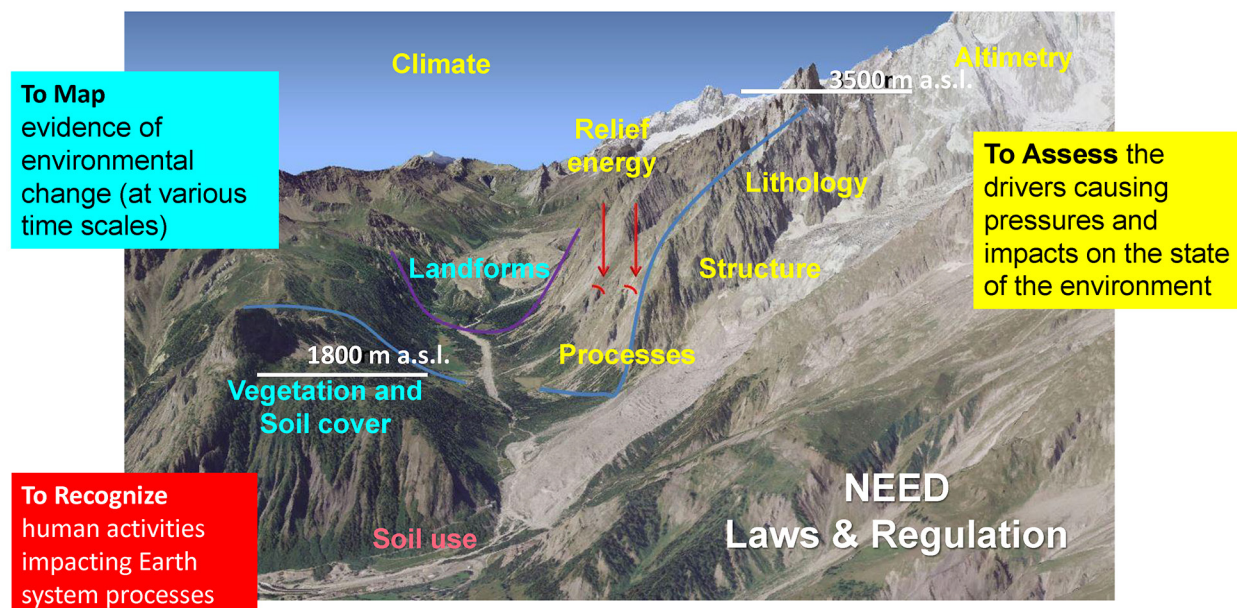 Climate
Altimetry
3500m a.s.l.
To Map
evidence of
environmental
change (at various
time scales)
Relief
energy
Lithology
To Assess the
drivers causing
pressures and
impacts on the state
of the environment
Landforms
Structure
1800 m a.s.l.
Processes
Vegetation and
Soil cover
To Recognize
human activities
impacting Earth
system processes
Soil use
NEED
Laws & Regulation